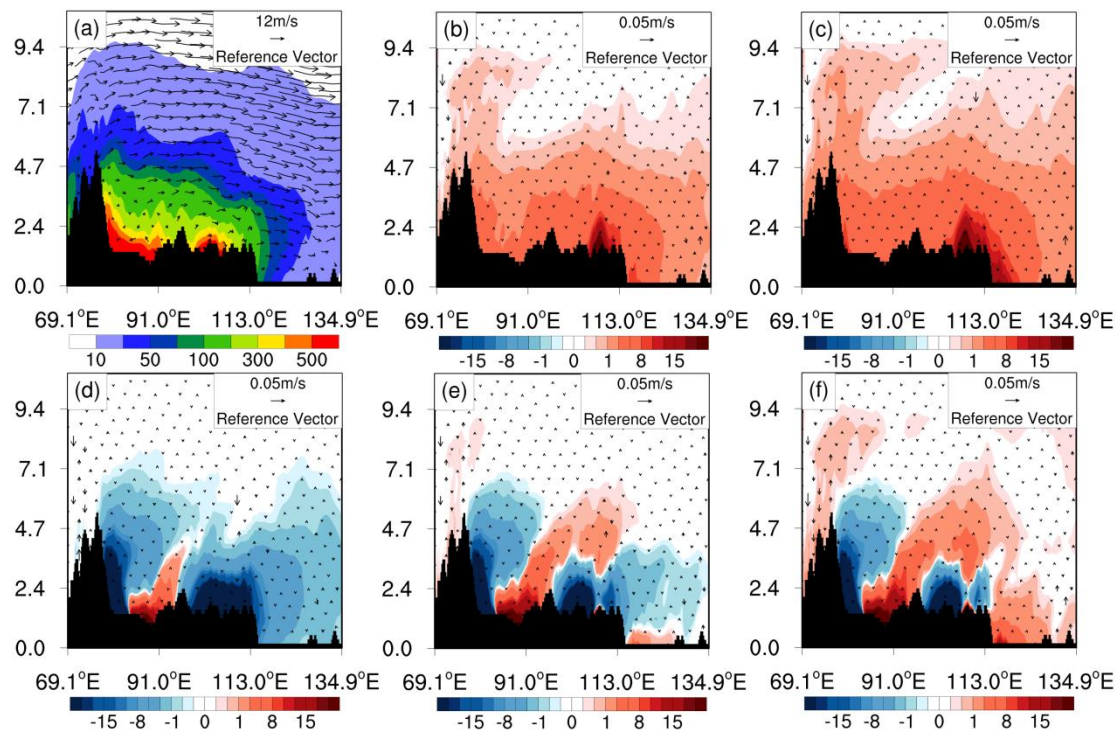 (a) 12m/s
Reference Vector
(b) 0.05m/s
Reference Vector
(c) 0.05m/s
Reference Vector
9.4 9.4 9.4
7.1 7.1 7.1
4.7 4.7 4.7
2.4 2.4 2.4
0.0 0.0 0.0
69.1°E 91.0°E 113.0°E 134.9°E 69.1°E 91.0°E 113.0°E 134.9°E 69.1°E 91.0°E 113.0°E 134.9°E
10 50 100 300 500 -15 -8 -1 0 1 8 15 -15 -8 -1 0 1 8 15
(d) 0.05m/s
Reference Vector
(e) 0.05m/s
Reference Vector
(f) 0.05m/s
Reference Vector
9.4 9.4 9.4
7.1 7.1 7.1
4.7 4.7 4.7
2.4 2.4 2.4
0.0 0.0 0.0
69.1°E 91.0°E 113.0°E 134.9°E 69.1°E 91.0°E 113.0°E 134.9°E 69.1°E 91.0°E 113.0°E 134.9°E
-15 -8 -1 0 1 8 15 -15 -8 -1 0 1 8 15 -15 -8 -1 0 1 8 15